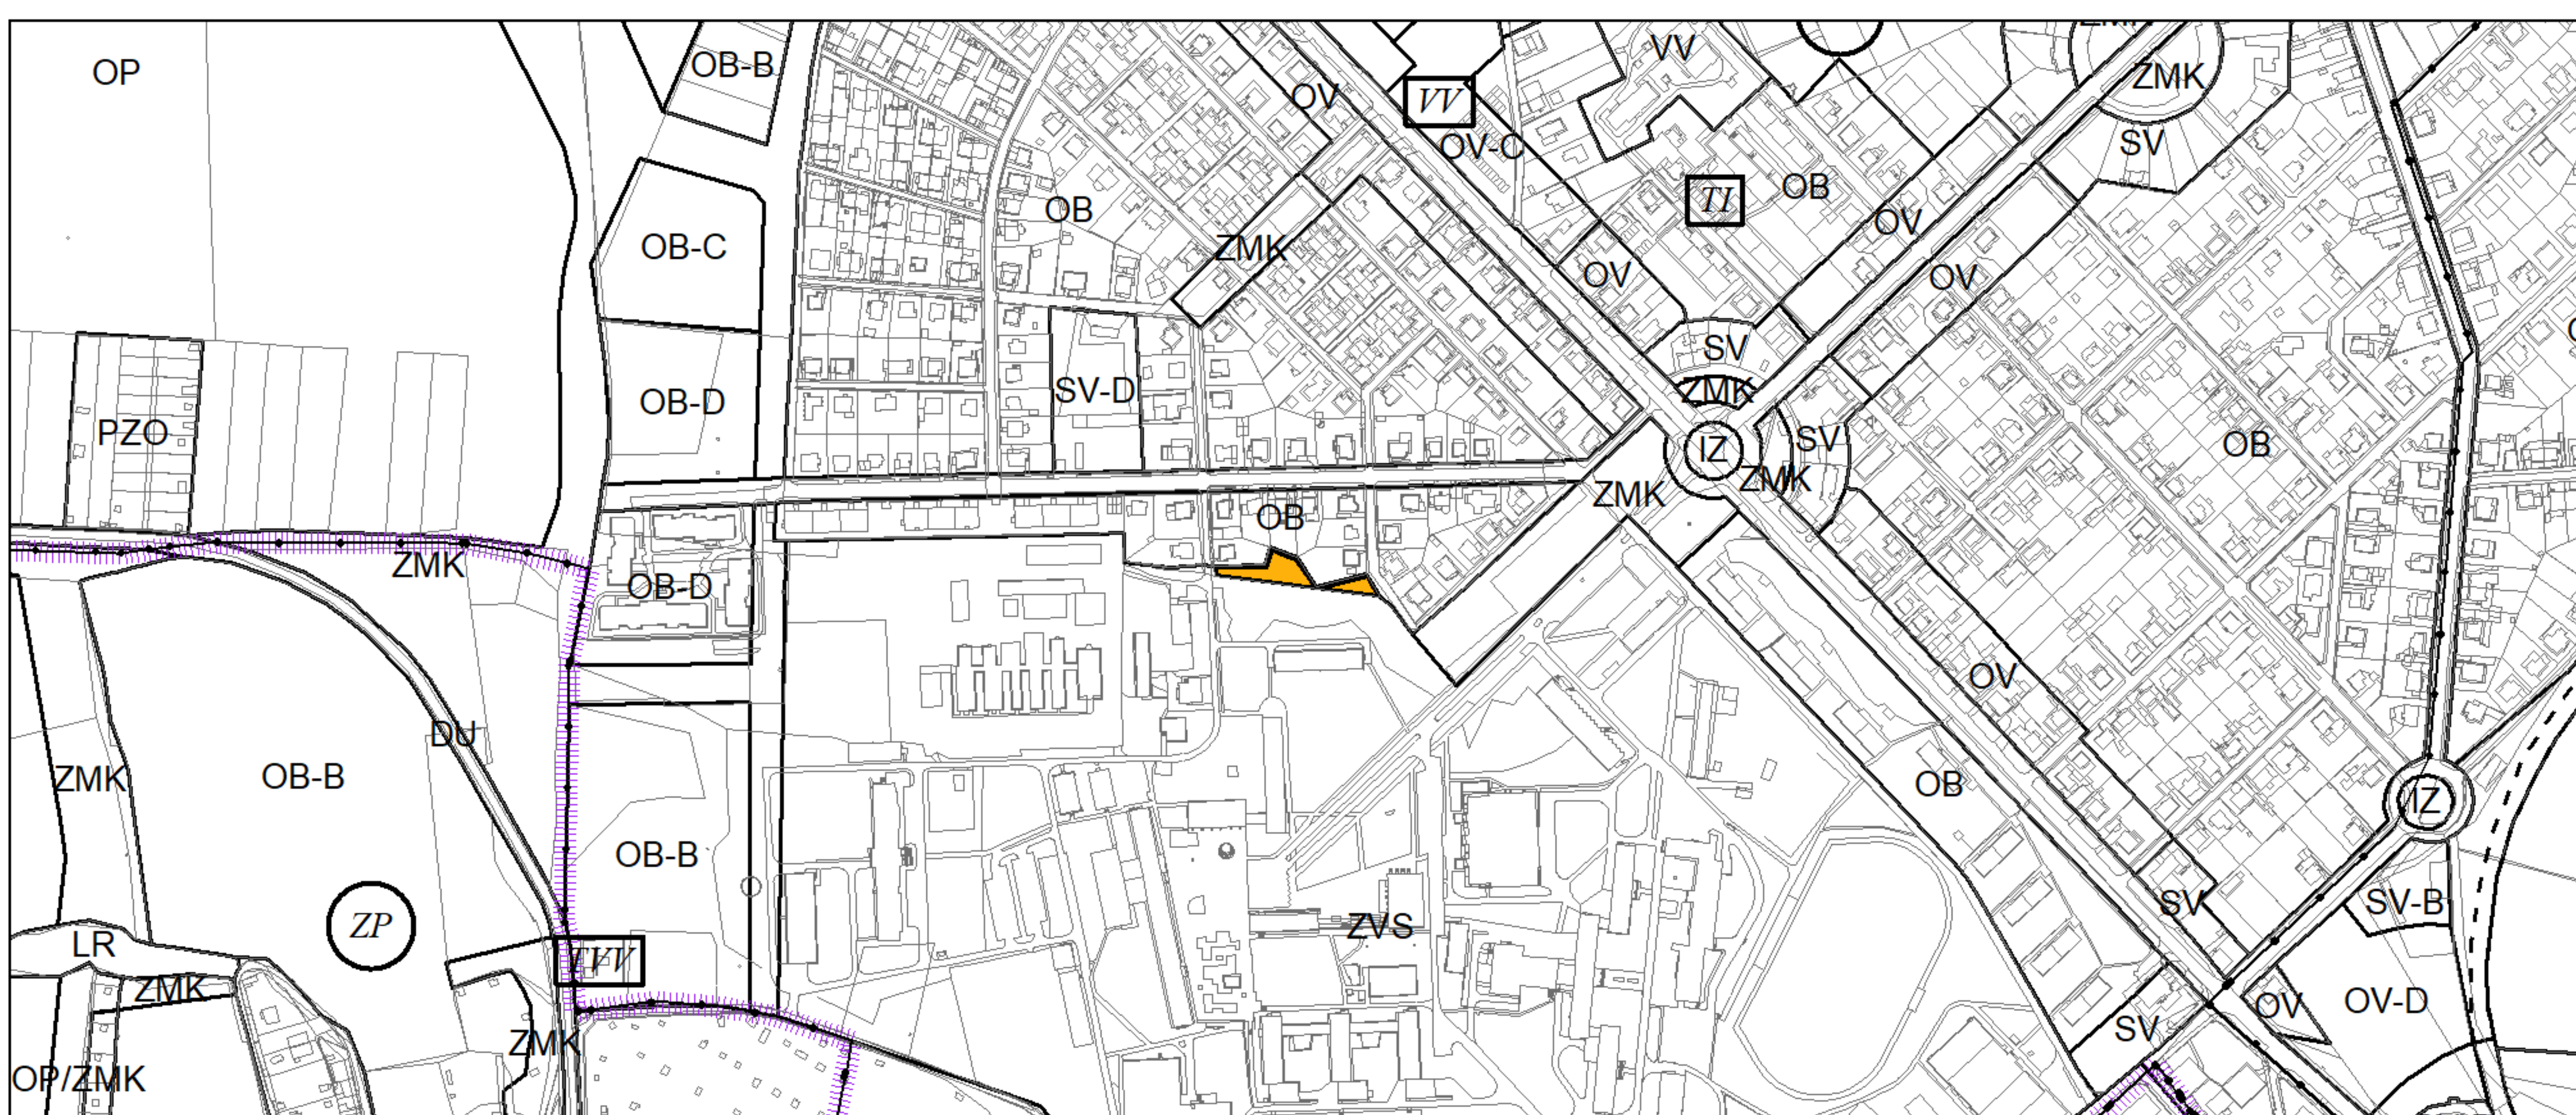 OP
OB-B
VV
ZMK
OV
VV
OV-C
SV
OB
TI
OB
OV
OB-C
ZMK
OV
OV
SV
OB-D
SV-D
ZMK
PZO
IZ
SV
OB
ZMK
ZMK
OB
ZMK
OB-D
OV
DU
ZMK
OB-B
OB
IZ
OB-B
SV
SV-B
ZP
ZVS
LR
TVV
ZMK
OV
OV-D
ZMK
SV
OP/ZMK